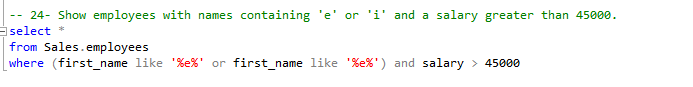 -- 24- Show employees with names containing 'e' or 'i' and a salary greater than 45000.
select *
from Sales.employees
where (first_name like '%e%' or first_name like '%e%') and salary > 45000